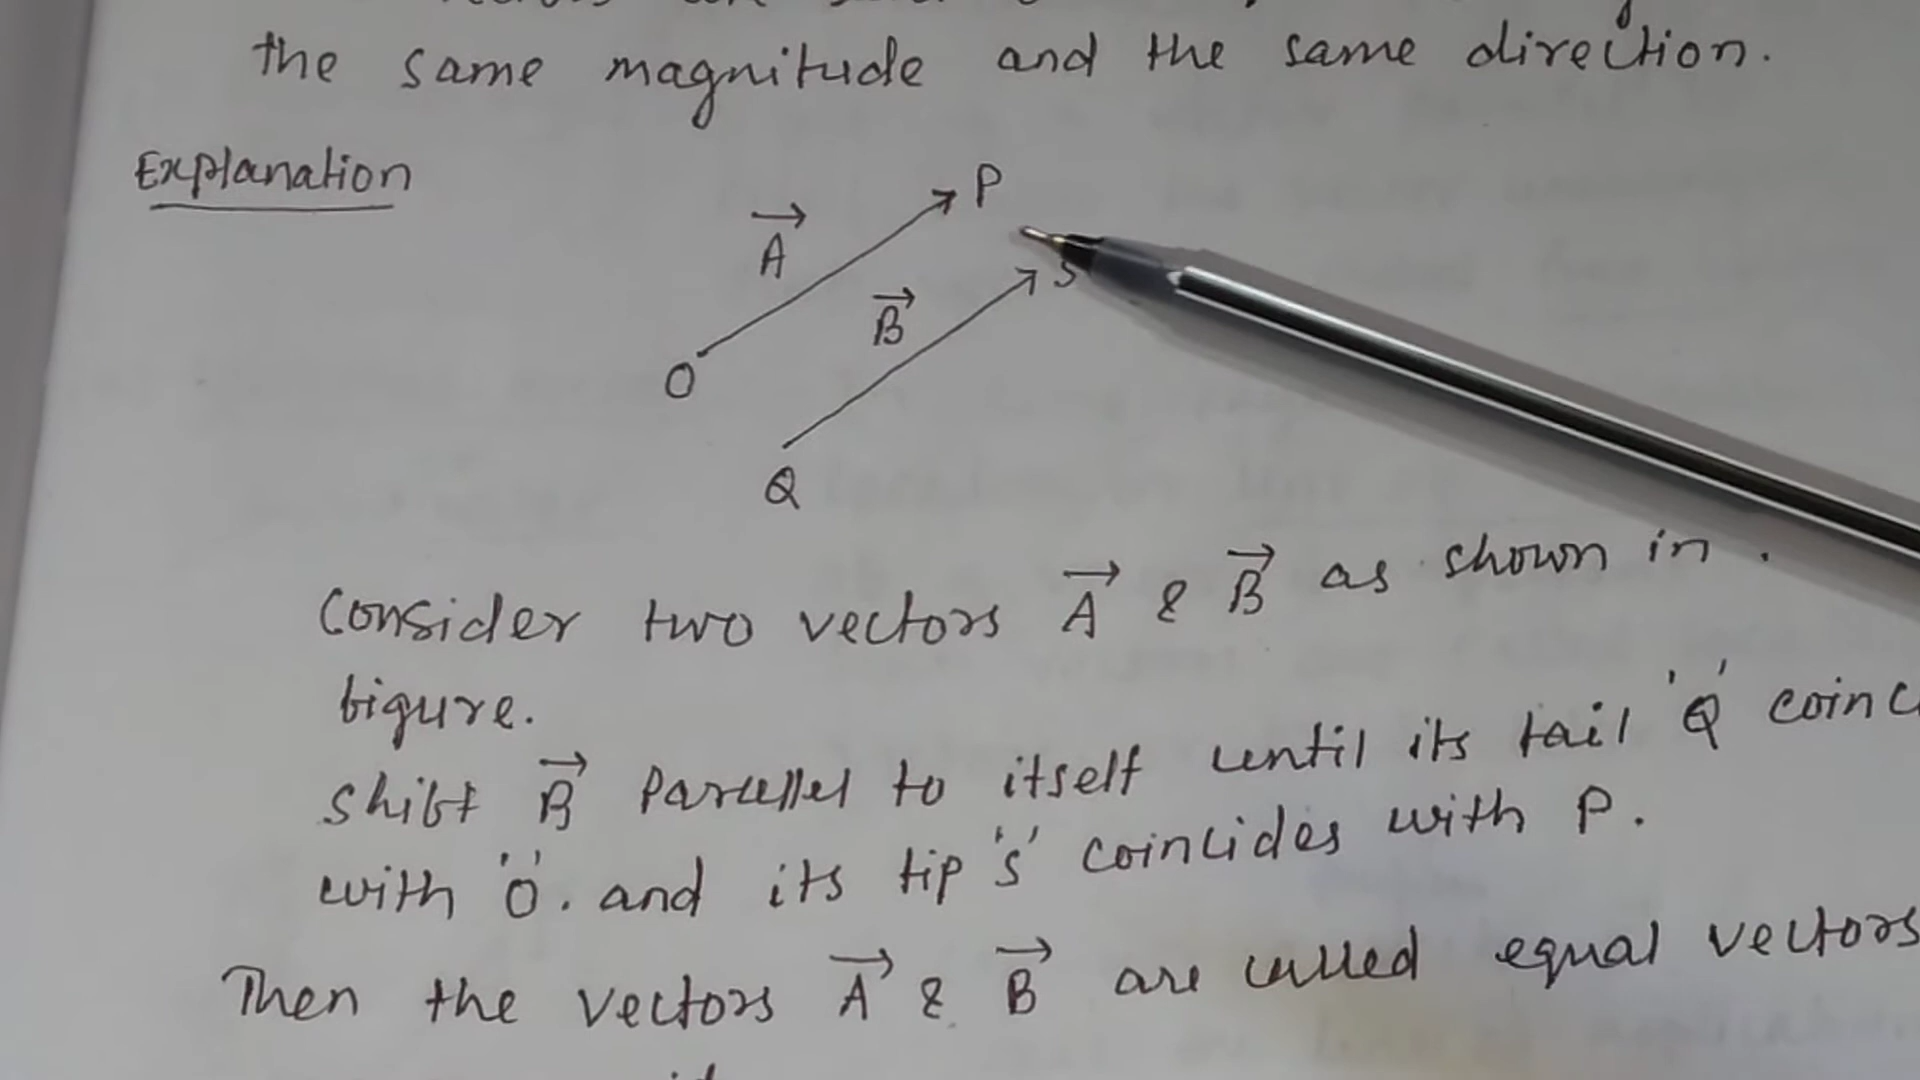 the same magnitude and the same direction.
Explanation
P
A
S
B
O
Q
Consider two vectors A & B as shown in
figure.
Shift B Parallel to itself until its tail 'Q'
with 'O'. and its tip 'S' coincides with P.
Then the vectors A & B are called equal vectors